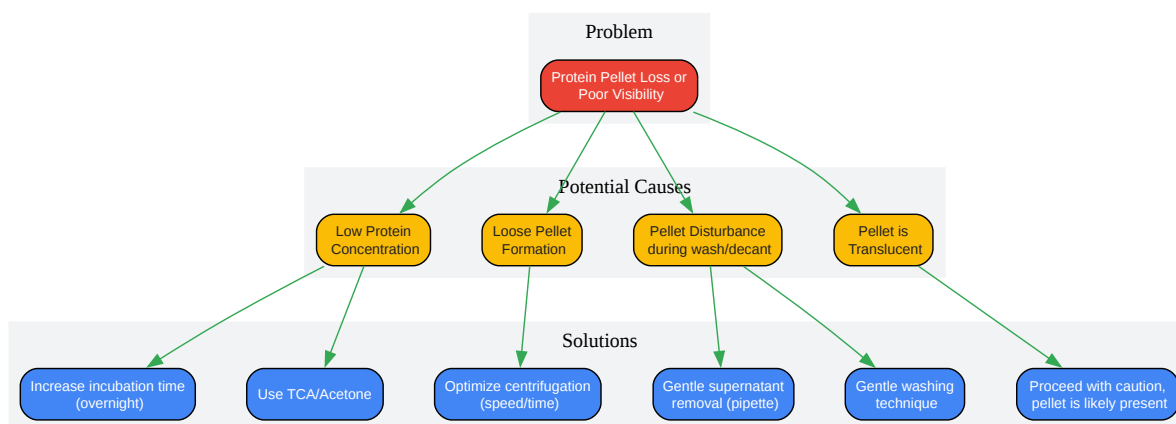 Problem
Protein Pellet Loss or
Poor Visibility
Potential Causes
Low Protein
Concentration
Loose Pellet
Formation
Pellet Disturbance
during wash/decant
Pellet is
Translucent
Solutions
Increase incubation time
(overnight)
Use TCA/Acetone
Optimize centrifugation
(speed/time)
Gentle supernatant
removal (pipette)
Gentle washing
technique
Proceed with caution,
pellet is likely present